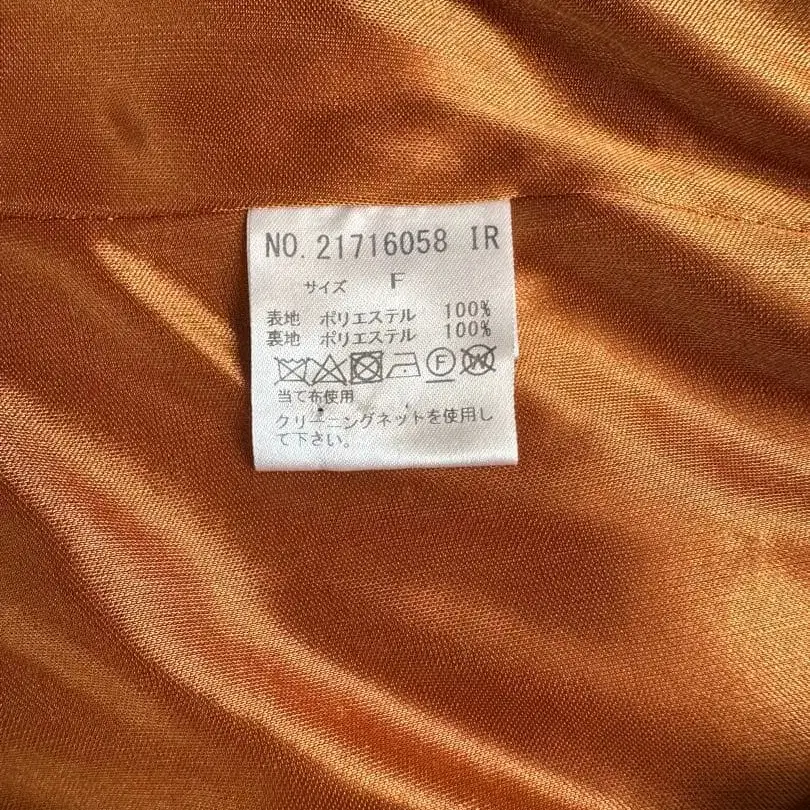 NO. 21716058 IR
サイズ F
表地 ポリエステル 100%
裏地 ポリエステル 100%
F W
当て布使用
クリーニングネットを使用し
て下さい。